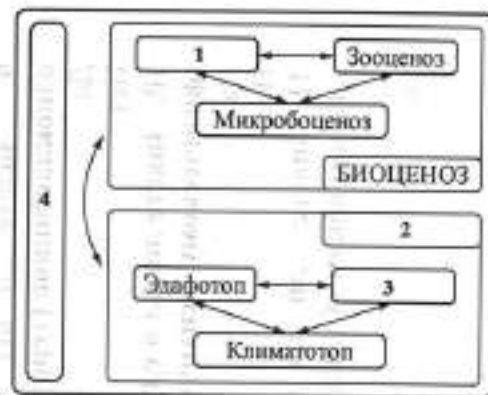 1
Зооценоз
Микробоценоз
БИОЦЕНОЗ
4
2
Эдафотоп
3
Климатотоп